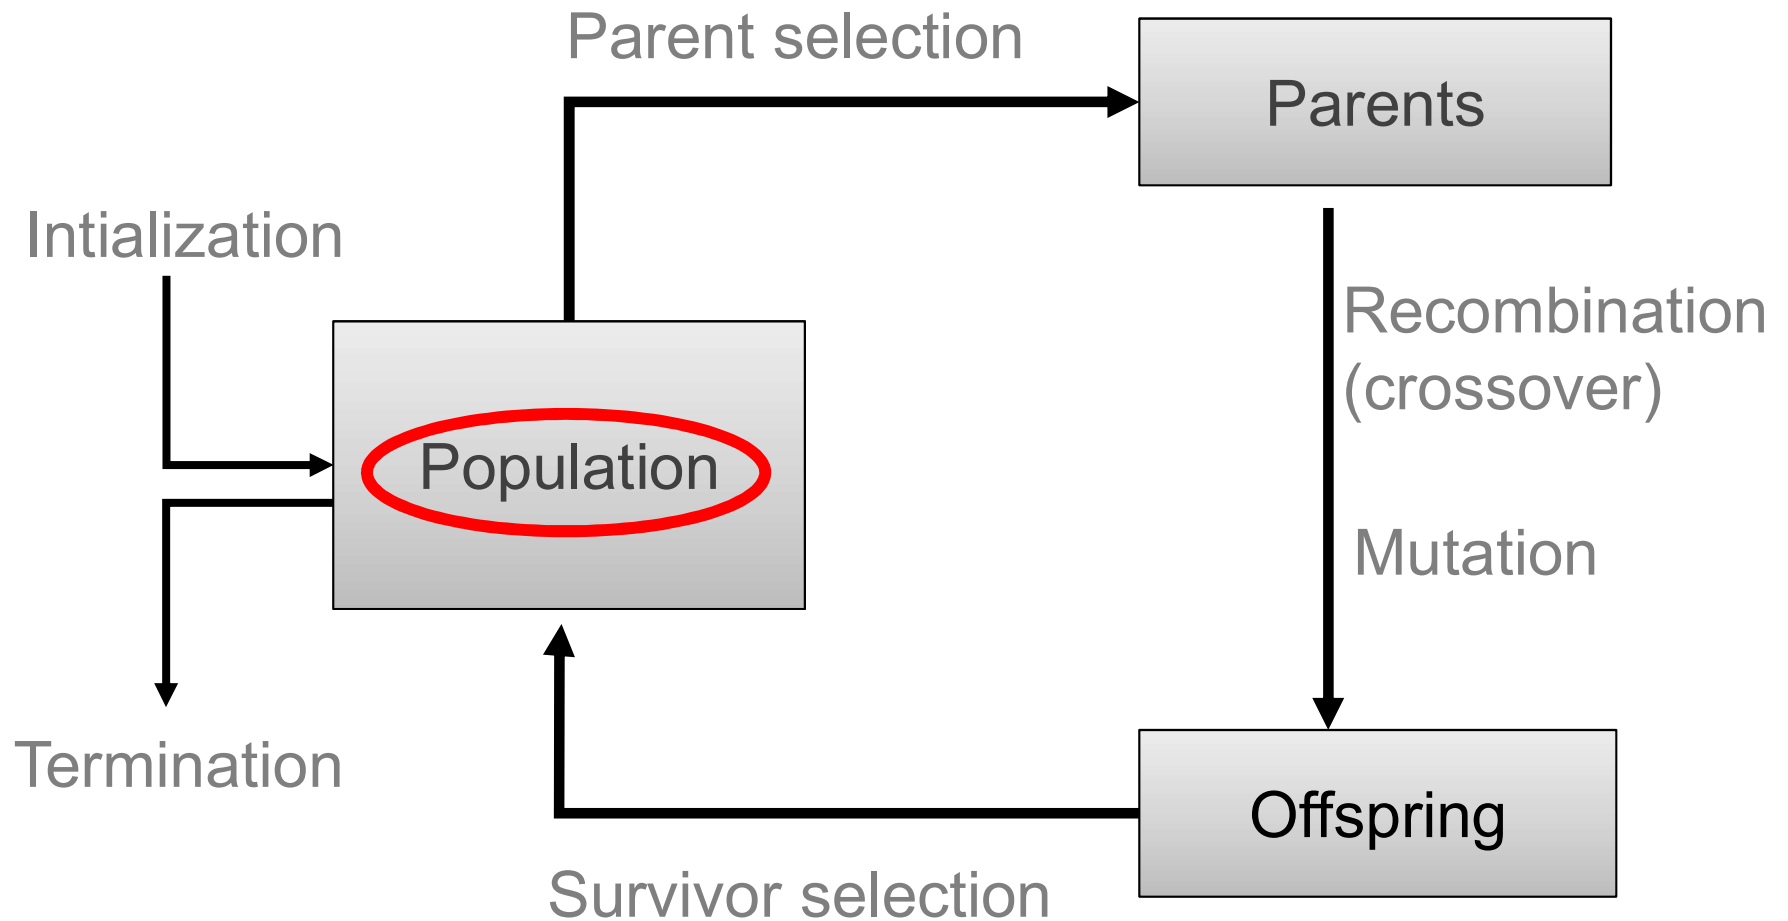 Parent selection
Parents
Intialization
Recombination
(crossover)
Population
Mutation
Termination
Offspring
Survivor selection